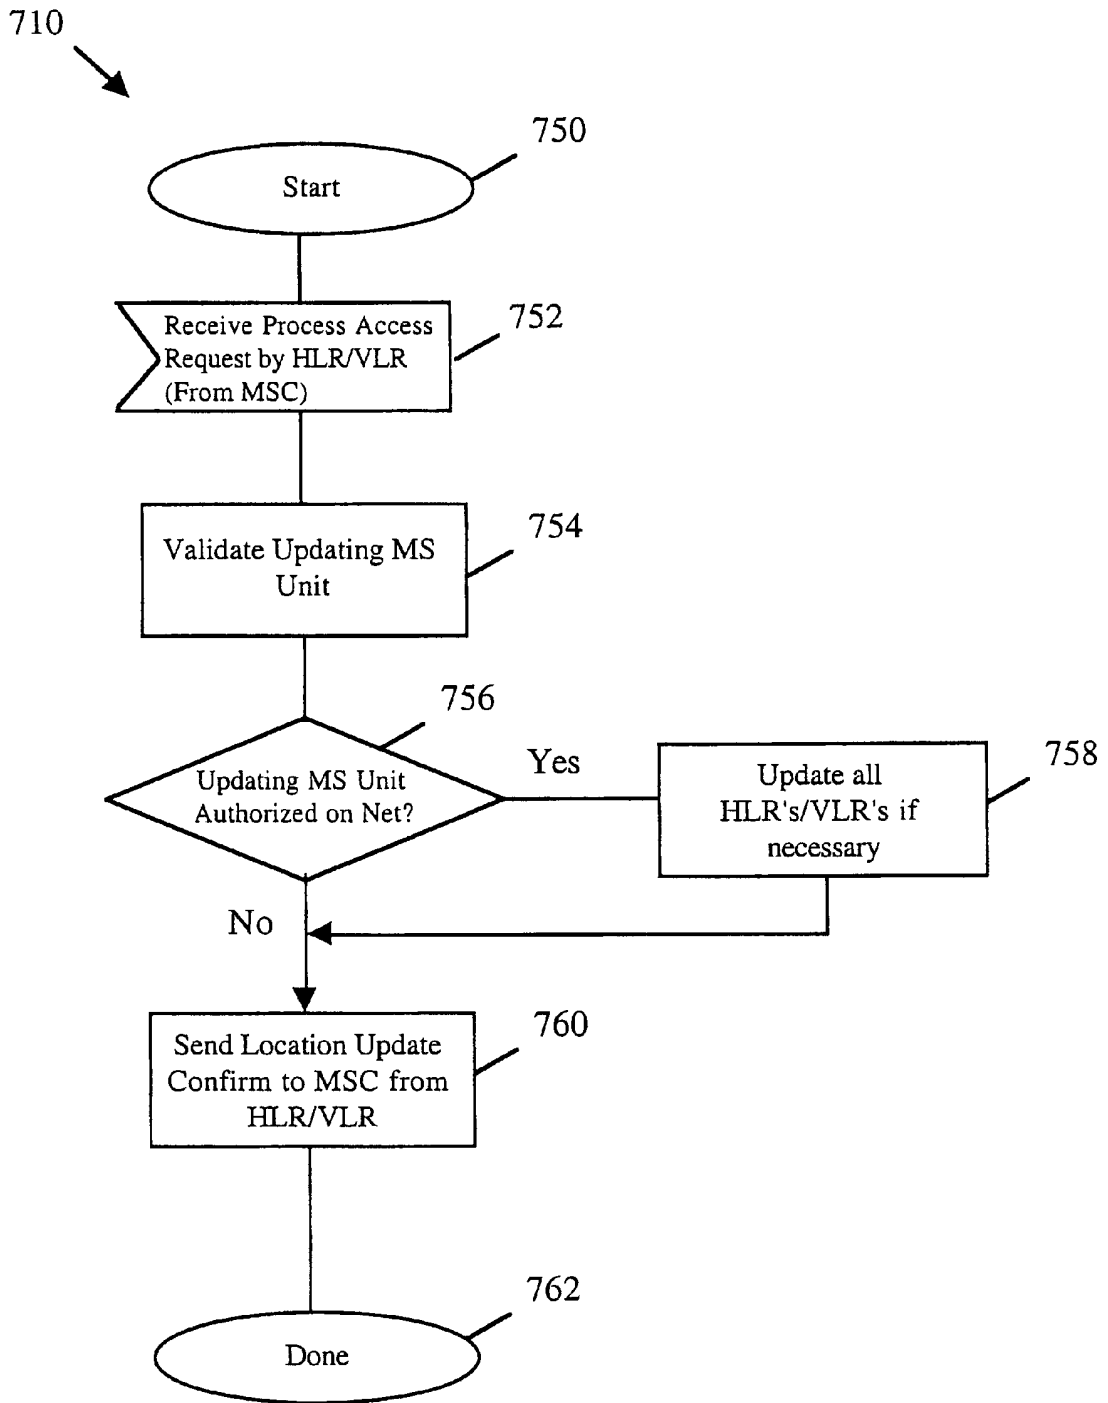 710
750
Start
Receive Process Access
Request by HLR/VLR
(From MSC)
752
Validate Updating MS
Unit
754
756
Updating MS Unit
Authorized on Net?
Yes
Update all
HLR's/VLR's if
necessary
758
No
Send Location Update
Confirm to MSC from
HLR/VLR
760
762
Done